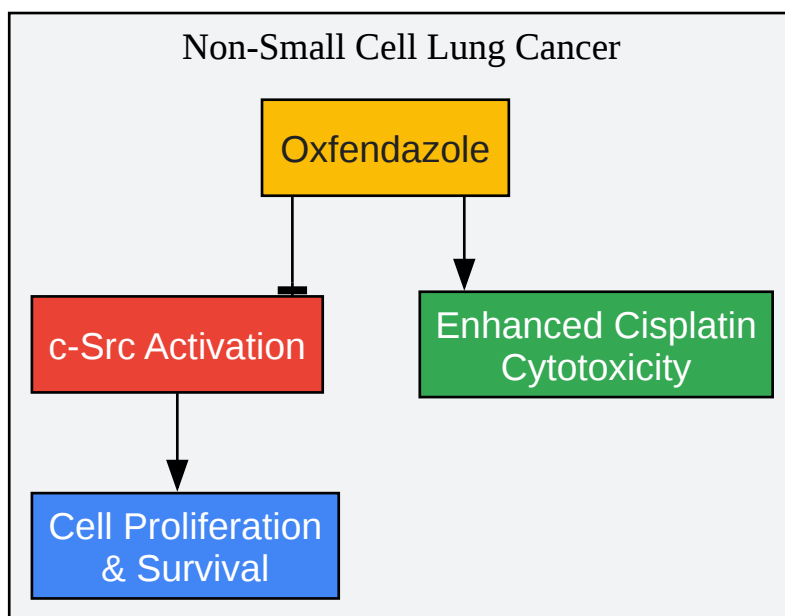 Non-Small Cell Lung Cancer
Oxfendazole
c-Src Activation
Enhanced Cisplatin
Cytotoxicity
Cell Proliferation
& Survival